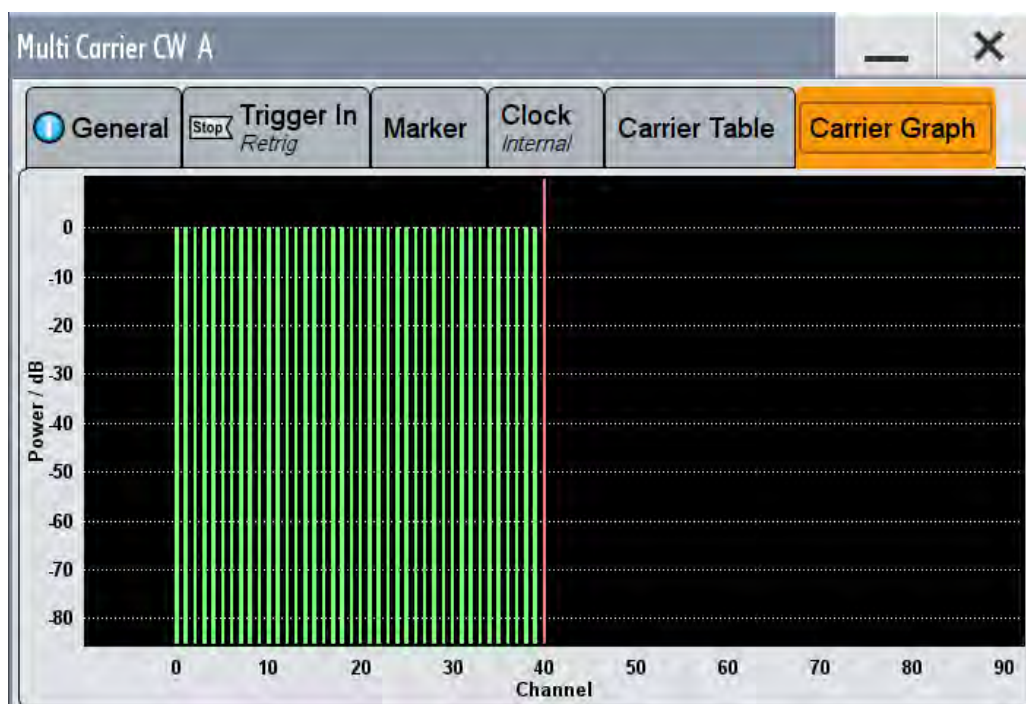 Multi Carrier CW A
General
Stop Trigger In
Retrig
Marker
Clock
Internal
Carrier Table
Carrier Graph
Power / dB
0
-10
-20
-30
-40
-50
-60
-70
-80
0 10 20 30 40 50 60 70 80 90
Channel